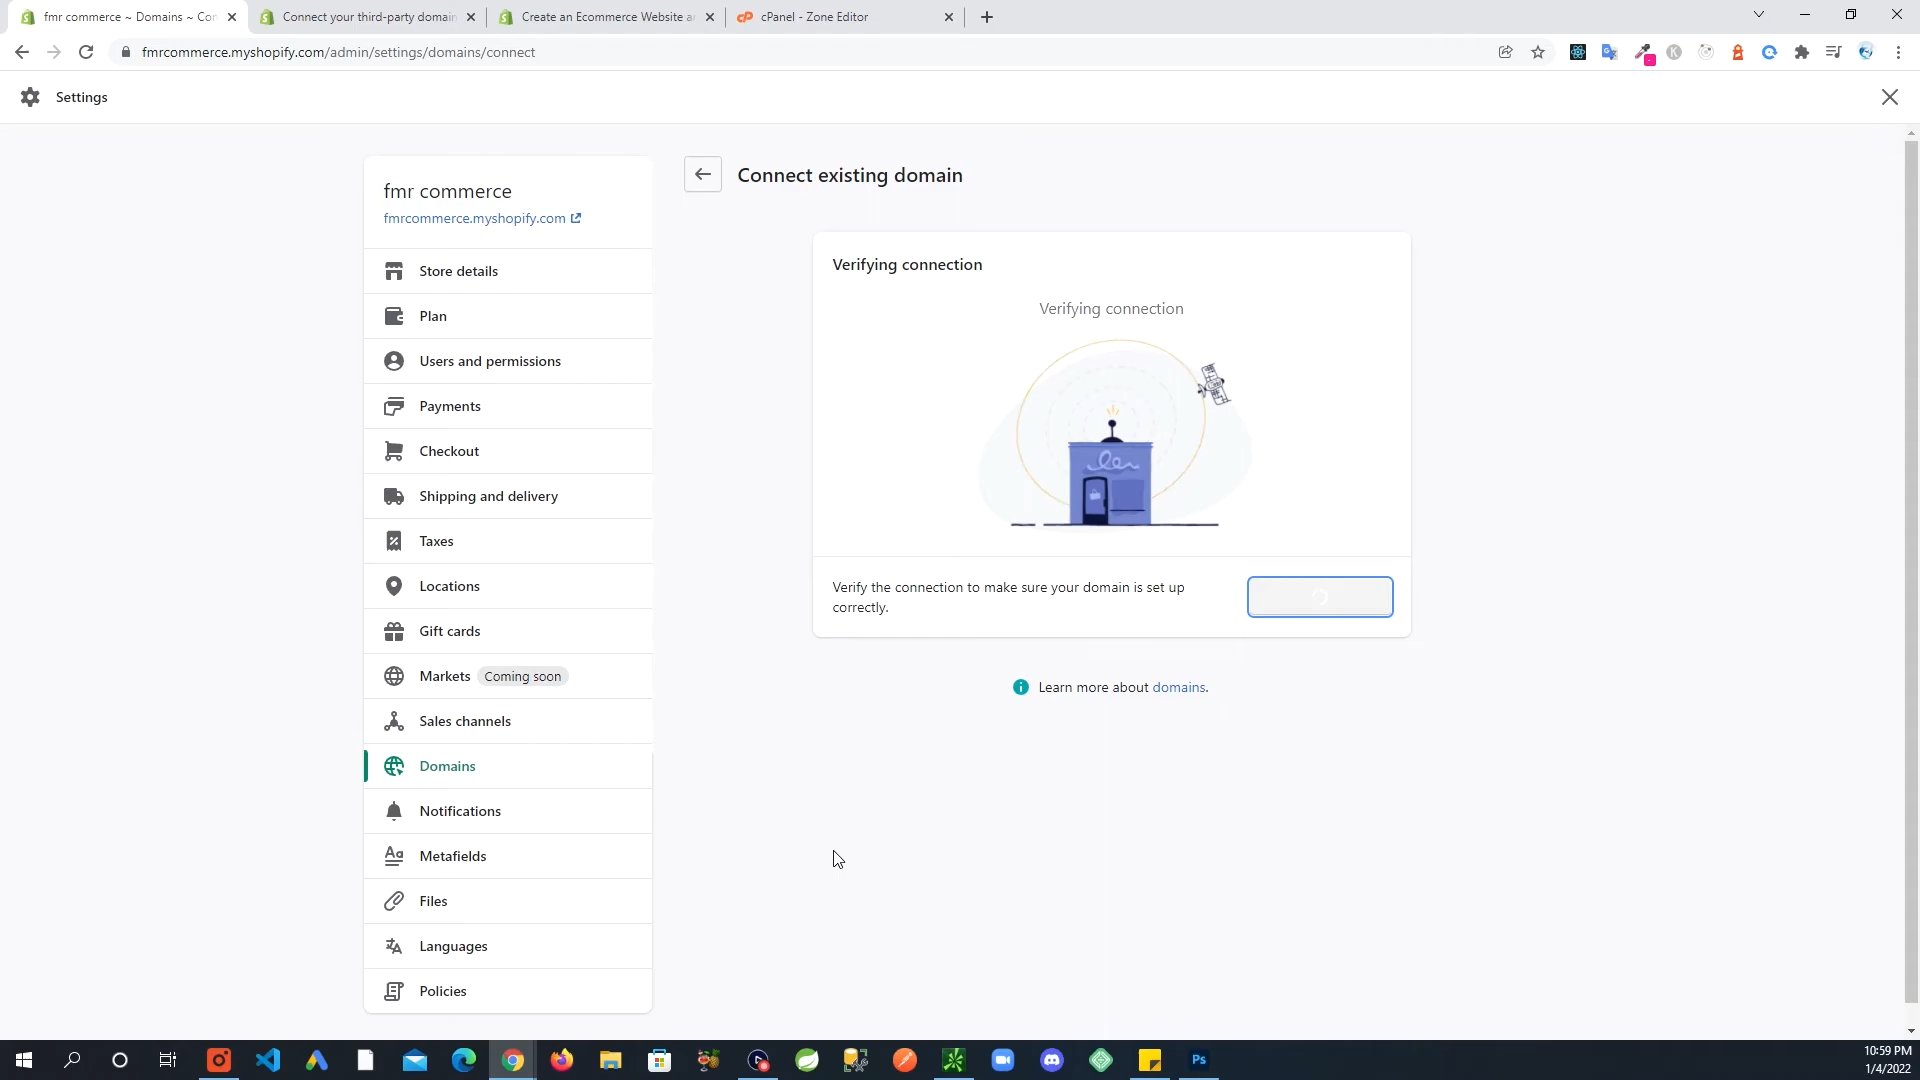 fmr commerce ~ Domains ~ Con
Connect your third-party domain
Create an Ecommerce Website a
cPanel - Zone Editor
fmrcommerce.myshopify.com/admin/settings/domains/connect
Settings
fmr commerce
fmrcommerce.myshopify.com
Store details
Plan
Users and permissions
Payments
Checkout
Shipping and delivery
Taxes
Locations
Gift cards
Markets Coming soon
Sales channels
Domains
Notifications
Metafields
Files
Languages
Policies
Connect existing domain
Verifying connection
Verifying connection
Verify the connection to make sure your domain is set up
correctly.
Learn more about domains.
Ps
10:59 PM
1/4/2022